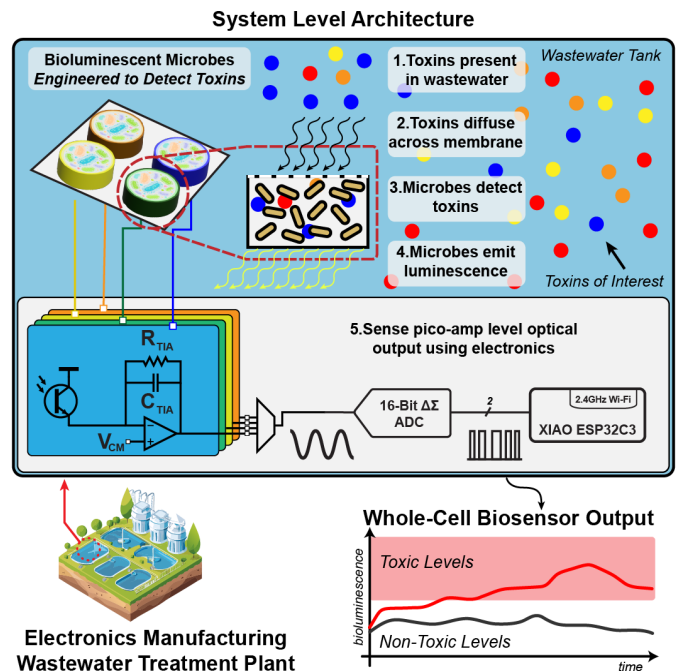 System Level Architecture
Bioluminescent Microbes
Engineered to Detect Toxins
1.Toxins present
in wastewater
Wastewater Tank
2. Toxins diffuse
across membrane
3.Microbes detect
toxins
4.Microbes emit
luminescence
Toxins of Interest
5.Sense pico-amp level optical
output using electronics
RTIA
CTIA
VCM
−
+
16-Bit ΔΣ
ADC
2
2.4GHz Wi-Fi
XIAO ESP32C3
Whole-Cell Biosensor Output
bioluminescence
Toxic Levels
Non-Toxic Levels
time
Electronics Manufacturing
Wastewater Treatment Plant